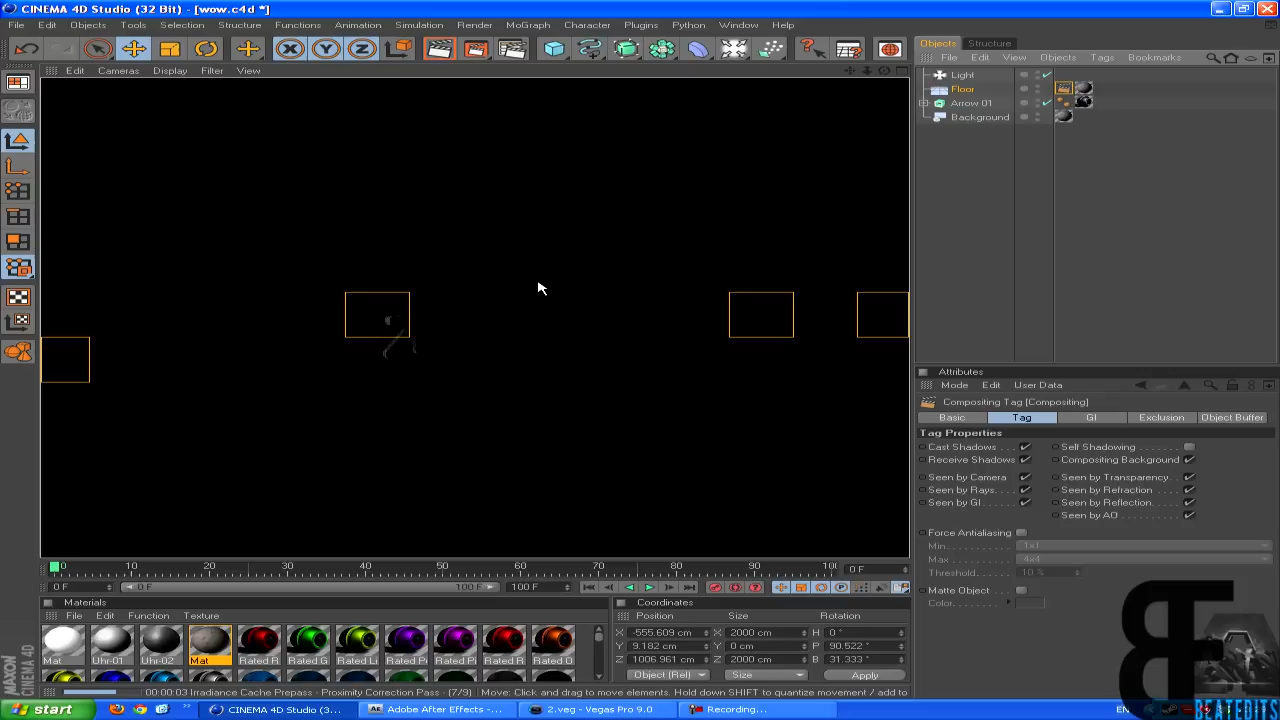 CINEMA 4D Studio (32 Bit) - [wow.c4d *]
File Edit Objects Tools Selection Structure Functions Animation Simulation Render MoGraph Character Plugins Python Window Help
Edit Cameras Display Filter View
Objects Structure
File Edit View Objects Tags Bookmarks
Light
Floor
Arrow 01
Background
Attributes
Mode Edit User Data
Compositing Tag [Compositing]
Basic Tag GI Exclusion Object Buffer
Tag Properties
Cast Shadows Self Shadowing
Receive Shadows Compositing Background
Seen by Camera Seen by Transparency
Seen by Rays Seen by Refraction
Seen by GI Seen by Reflection
Seen by AO
Force Antialiasing
Min. 1x1
Max. 4x4
Threshold 10 %
Matte Object
Color
0 10 20 30 40 50 60 70 80 90 10 0 F
0 F 0 F 100 F 100 F
Materials
File Edit Function Texture
Mat Uhr-01 Uhr-02 Mat Rated R Rated G Rated Li Rated P Rated Pi Rated R Rated O
Coordinates
Position Size Rotation
X -555.609 cm X 2000 cm H 0 °
Y 9.182 cm Y 0 cm P 90.522 °
Z 1006.961 cm Z 2000 cm B 31.333 °
Object (Rel) Size Apply
MAXON CINEMA 4D
00:00:03 Irradiance Cache Prepass - Proximity Correction Pass - (7/9) Move: Click and drag to move elements. Hold down SHIFT to quantize movement / add to
start CINEMA 4D Studio (3... Adobe After Effects - ... 2.veg - Vegas Pro 9.0 Recording... EN